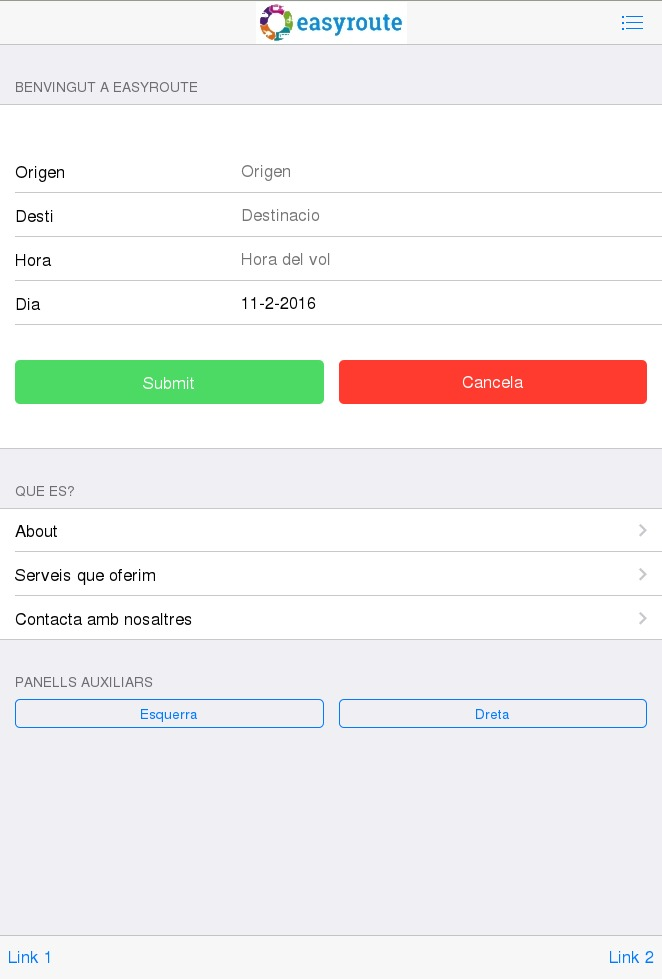 easyroute
BENVINGUT A EASYROUTE
Origen Origen
Desti Destinacio
Hora Hora del vol
Dia 11-2-2016
Submit Cancela
QUE ES?
About
Serveis que oferim
Contacta amb nosaltres
PANELLS AUXILIARS
Esquerra Dreta
Link 1 Link 2